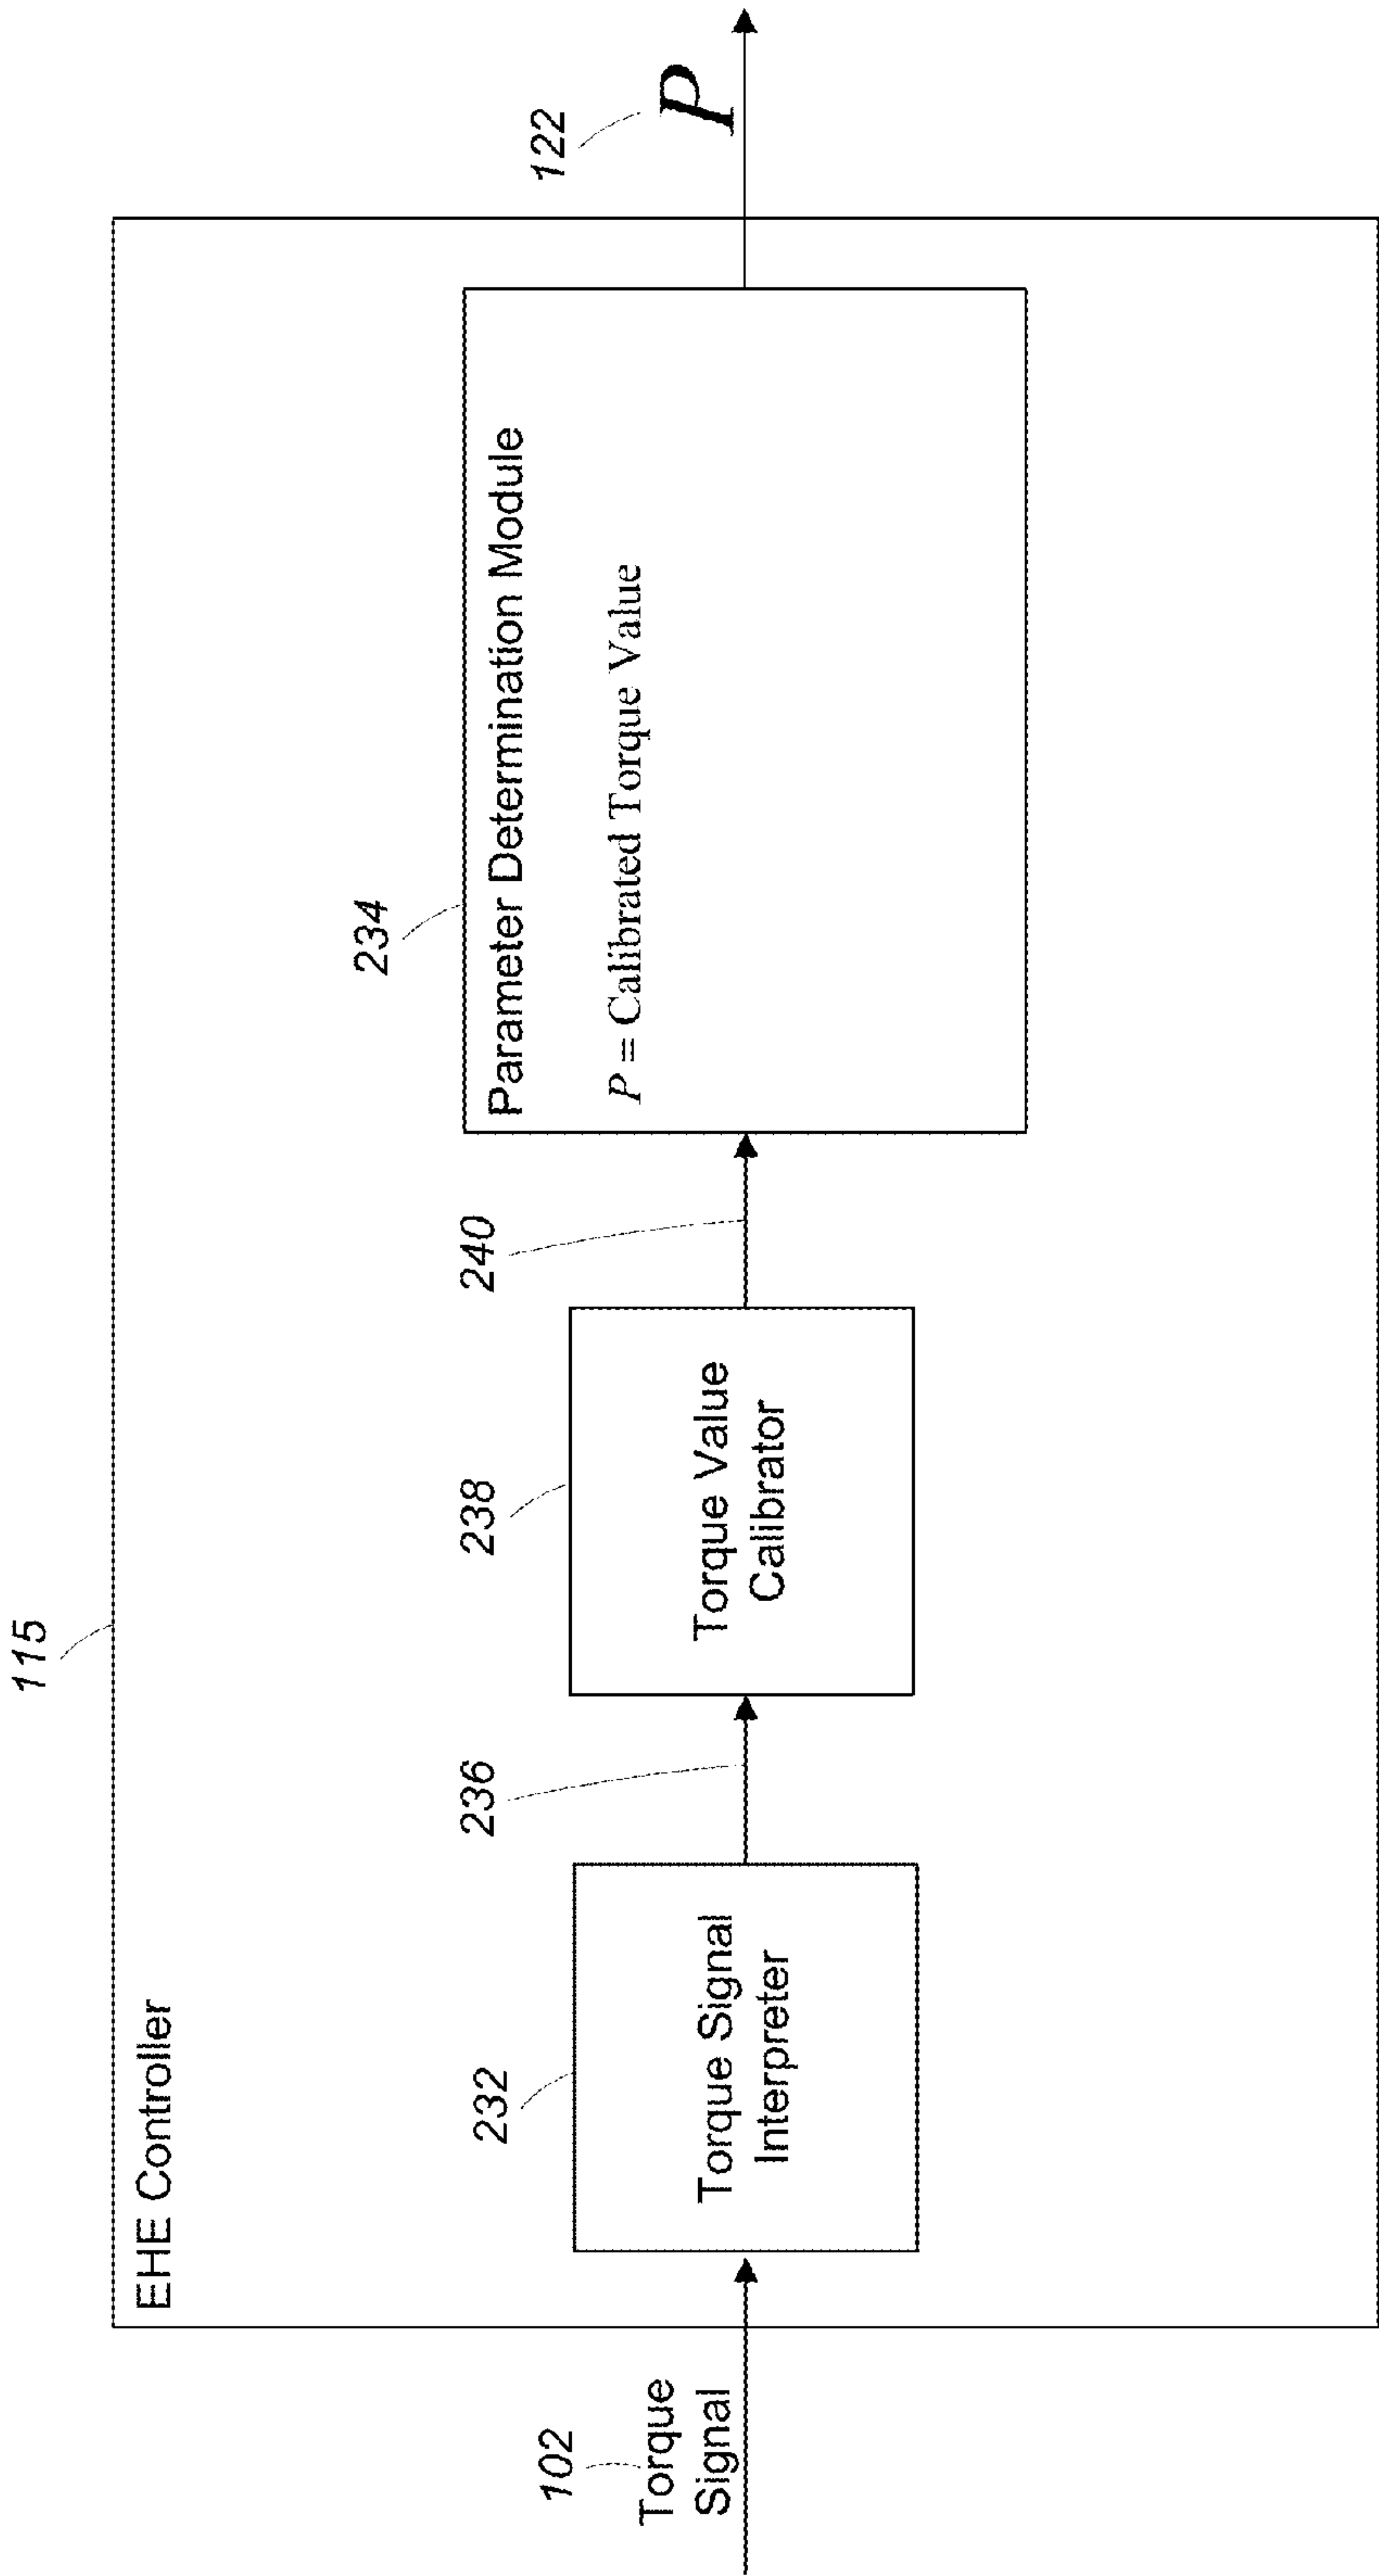 115
EHE Controller
102
Torque
Signal
232
Torque Signal
Interpreter
236
238
Torque Value
Calibrator
240
234
Parameter Determination Module
P = Calibrated Torque Value
122
P